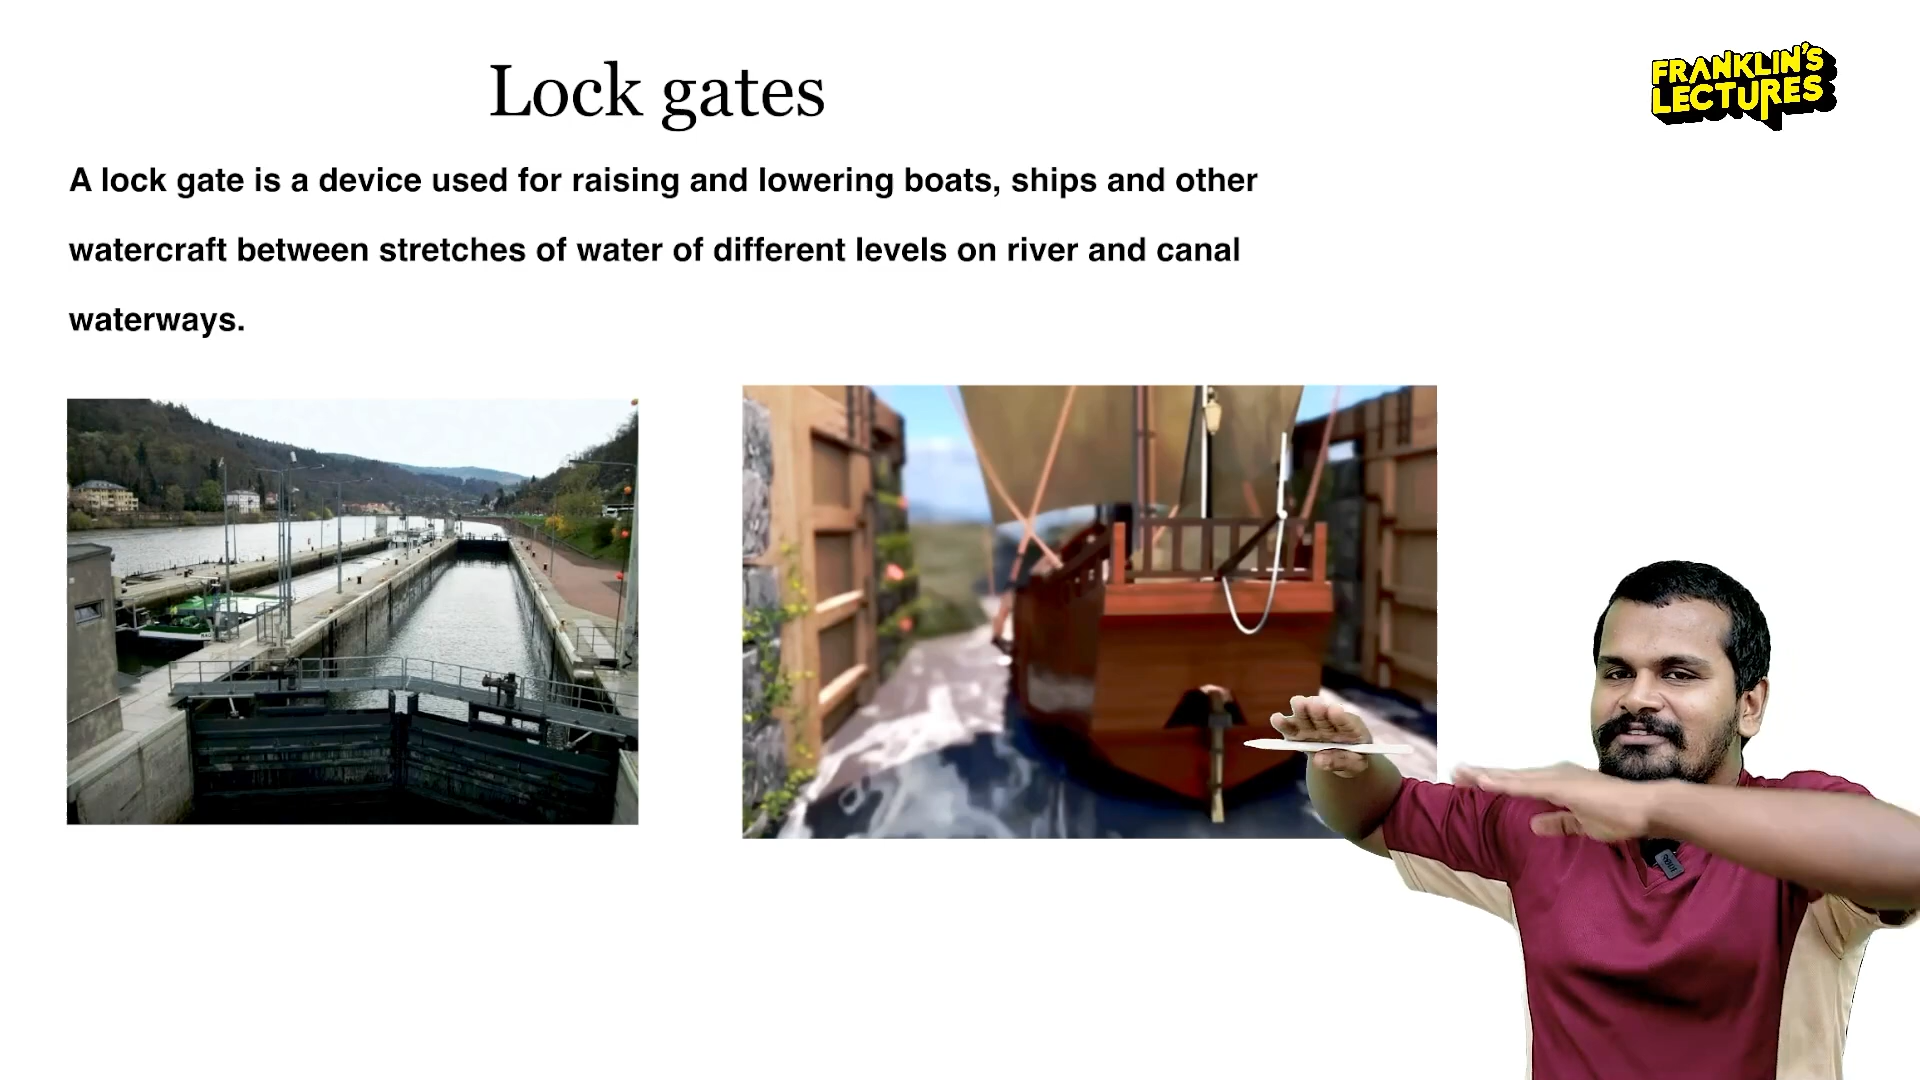 Lock gates
FRANKLIN'S
LECTURES
A lock gate is a device used for raising and lowering boats, ships and other
watercraft between stretches of water of different levels on river and canal
waterways.